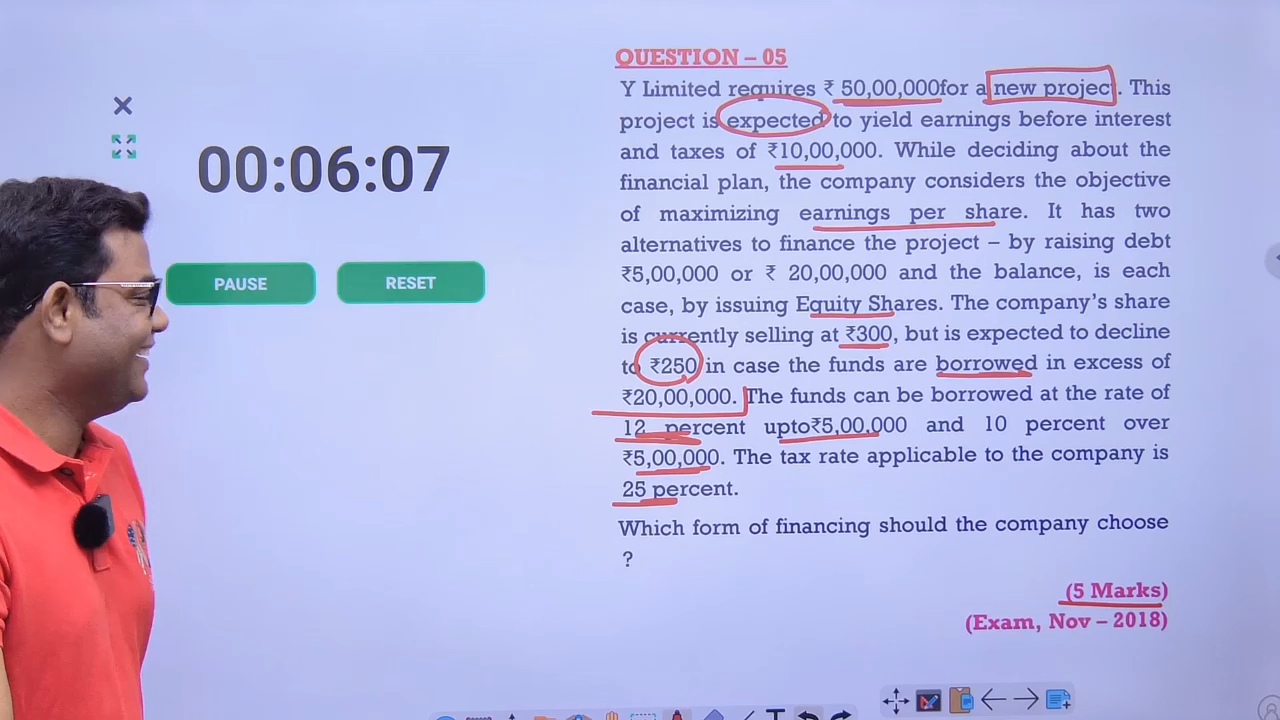 QUESTION – 05
Y Limited requires ₹ 50,00,000for a new project. This
project is expected to yield earnings before interest
and taxes of ₹10,00,000. While deciding about the
financial plan, the company considers the objective
of maximizing earnings per share. It has two
alternatives to finance the project – by raising debt
₹5,00,000 or ₹ 20,00,000 and the balance, is each
case, by issuing Equity Shares. The company's share
is currently selling at ₹300, but is expected to decline
to ₹250 in case the funds are borrowed in excess of
₹20,00,000. The funds can be borrowed at the rate of
12 percent upto₹5,00,000 and 10 percent over
₹5,00,000. The tax rate applicable to the company is
25 percent.
Which form of financing should the company choose
?
(5 Marks)
(Exam, Nov – 2018)
00:06:07
PAUSE
RESET